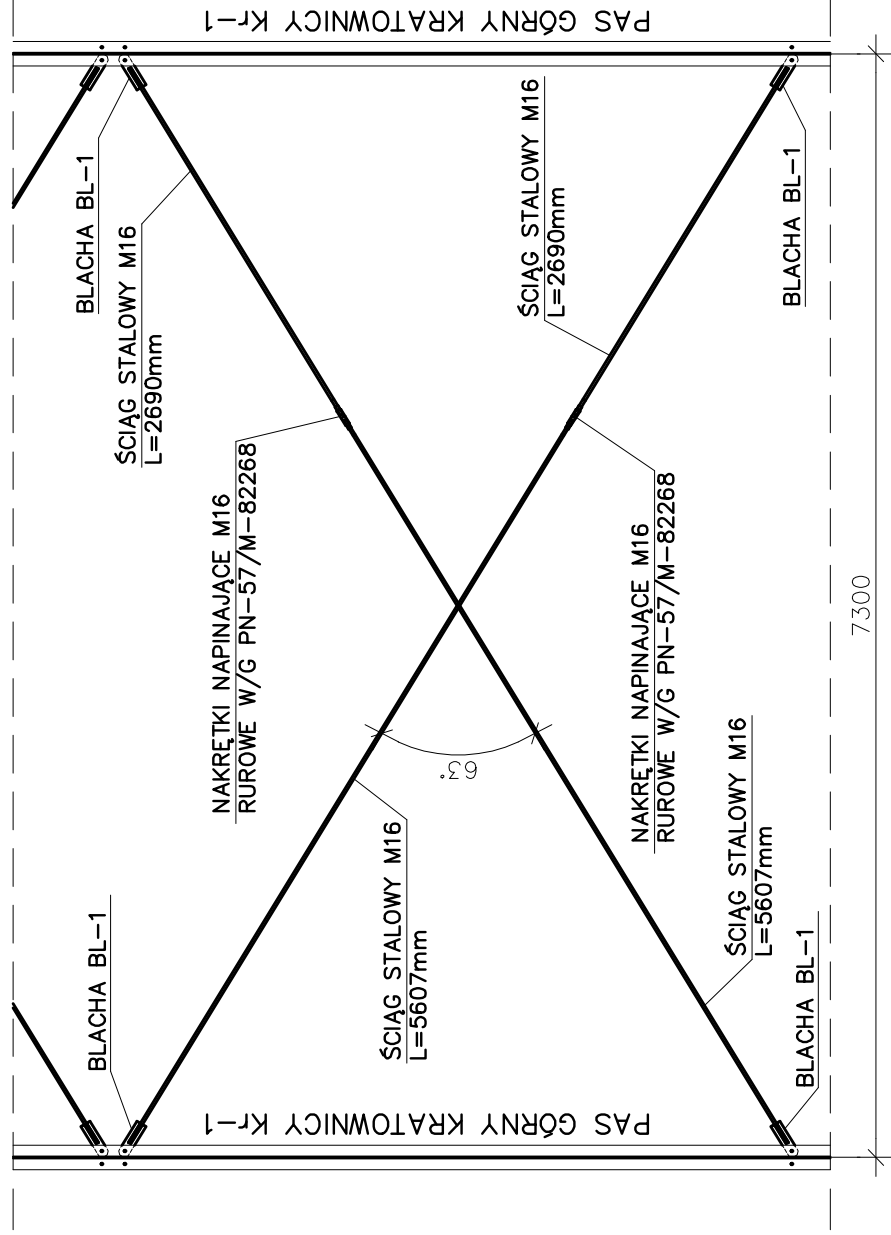 PAS GÓRNY KRATOWNICY Kr-1
BLACHA BL-1
ŚCIĄG STALOWY M16
L=2690mm
ŚCIĄG STALOWY M16
L=2690mm
BLACHA BL-1
NAKRĘTKI NAPINAJĄCE M16
RUROWE W/G PN-57/M-82268
NAKRĘTKI NAPINAJĄCE M16
RUROWE W/G PN-57/M-82268
7300
63°
BLACHA BL-1
ŚCIĄG STALOWY M16
L=5607mm
ŚCIĄG STALOWY M16
L=5607mm
BLACHA BL-1
PAS GÓRNY KRATOWNICY Kr-1